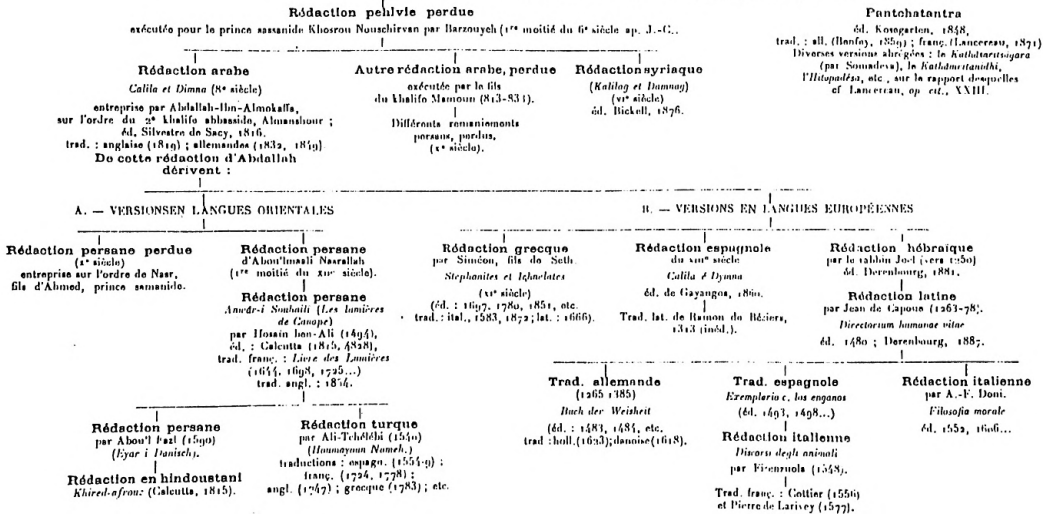 Rédaction pehlvie perdue
exécutée pour le prince sassanide Khosrou Nouschirvan par Barzouyeh (1re moitié du 6e siècle ap. J.-C..
Pantchatantra
éd. Kosegarten, 1848,
trad. : all. (Benfey, 1859) ; franç. (Lancereau, 1871)
Diverses versions abrégées : le Kathâsaritsâgara
(par Somadeva), le Kathâmritanidhi,
l'Hitopadésa, etc , sur le rapport desquelles
cf Lancereau, op cit., XXIII.
Rédaction arabe
Calila et Dimna (8e siècle)
entreprise par Abdallah-Ibn-Almokaffa,
sur l'ordre du 2e khalife abbasside, Almanshour ;
éd. Silvestre de Sacy, 1816.
trad. : anglaise (1819) ; allemandes (1832, 1849)
De cette rédaction d'Abdallah
dérivent :
Autre rédaction arabe, perdue
exécutée par le fils
du khalife Mamoun (813-833).
Différents remaniements
persans, perdus,
(xe siècle).
Rédaction syriaque
(Kalilag et Damnag)
(vie siècle)
éd. Bickell, 1876.
A. — VERSIONSEN LANGUES ORIENTALES
B. — VERSIONS EN LANGUES EUROPÉENNES
Rédaction persane perdue
(xe siècle)
entreprise sur l'ordre de Nasr,
fils d'Ahmed, prince samanide.
Rédaction persane
d'Abou'lmaali Nasrallah
(1re moitié du xiie siècle).
Rédaction persane
Anwâr-i Souhaili (Les lumières
de Canope)
par Hosain ben-Ali (1494),
éd. : Calcutta (1815, 4828),
trad. franç. : Livre des Lumières
(1644, 1698, 1725...)
trad. angl. : 1854.
Rédaction grecque
par Siméon, fils de Seth
Stephanites et Ichnelates
(xie siècle)
(éd. : 1697, 1780, 1851, etc.
trad. : ital., 1583, 1872 ; lat. : 1666).
Rédaction espagnole
du xiiie siècle
Calila é Dymna
éd. de Gayangos, 1860.
Trad. lat. de Ramon de Béziers,
1313 (inéd.).
Rédaction hébraïque
par le rabbin Joel (vers 1250)
éd. Derenbourg, 1881.
Rédaction latine
par Jean de Capoue (1263-78).
Directorium humanae vitae
éd. 1480 ; Derenbourg, 1887.
Rédaction persane
par Abou'l Fazl (1590)
(Eyar i Danisch).
Rédaction en hindoustani
Khired-afrouz (Calcutta, 1815).
Rédaction turque
par Ali-Tchélébi (1540)
(Houmayoun Nameh.)
traductions : espagn. (1554-9) ;
franç. (1724, 1778) ;
angl. (1747) ; grecque (1783) ; etc.
Trad. allemande
(1265 1385)
Buch der Weisheit
(éd. : 1483, 1484, etc.
trad : holl. (1623) ; danoise (1618).
Trad. espagnole
Exemplario c. los enganos
(éd. 1493, 1498...)
Rédaction italienne
Discorsi degli animali
par Firenzuola (1548).
Trad. franç. : Cottier (1556)
et Pierre de Larivey (1577).
Rédaction italienne
par A.-F. Doni.
Filosofia morale
éd. 1552, 1606...